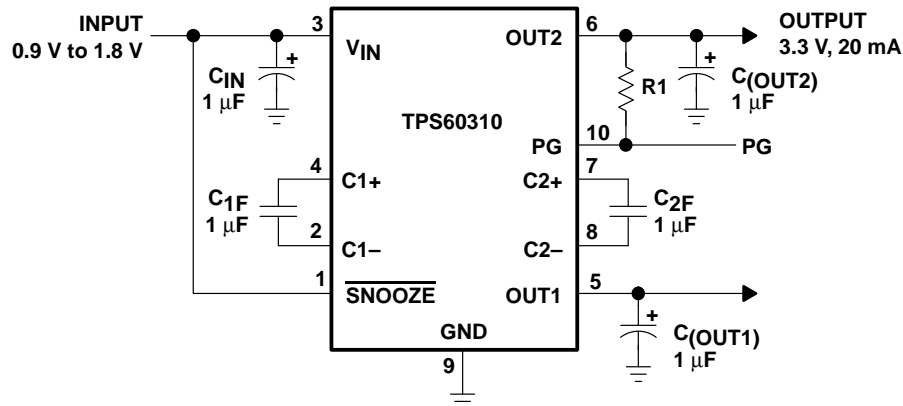 INPUT
0.9 V to 1.8 V
CIN
1 µF
3
VIN
OUT2
6
OUTPUT
3.3 V, 20 mA
R1
C(OUT2)
1 µF
TPS60310
PG
10
PG
4
C1+
C2+
7
C1F
1 µF
C2F
1 µF
2
C1–
C2–
8
1
SNOOZE
OUT1
5
GND
9
C(OUT1)
1 µF
+
+
+